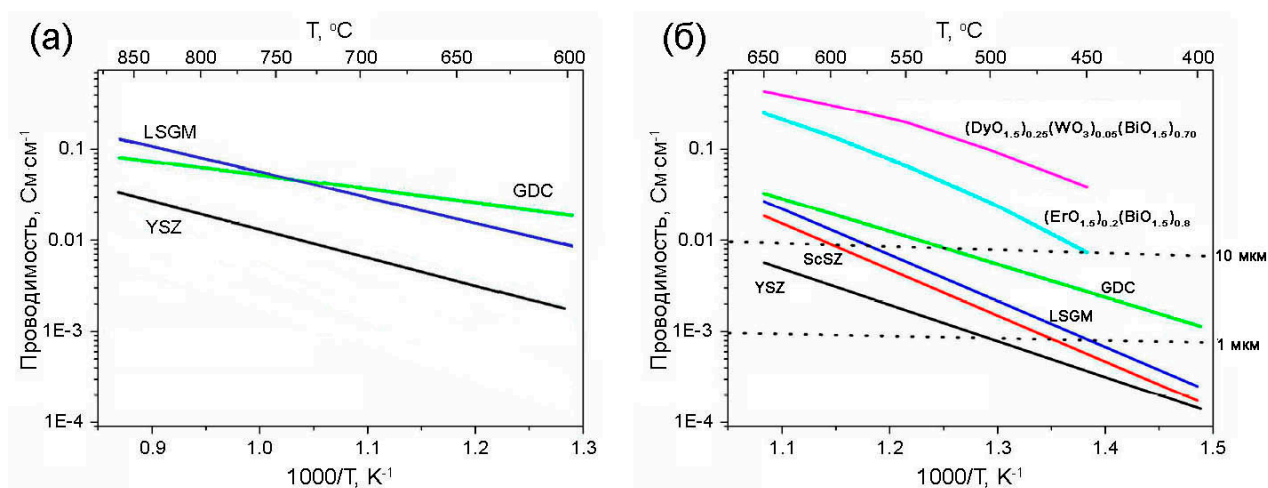 (а)
T, °C
850 800 750 700 650 600
Проводимость, См см⁻¹
0.1
0.01
1E-3
1E-4
LSGM
GDC
YSZ
0.9 1.0 1.1 1.2 1.3
1000/T, K⁻¹
(б)
T, °C
650 600 550 500 450 400
Проводимость, См см⁻¹
0.1
0.01
1E-3
1E-4
(DyO₁.₅)₀.₂₅(WO₃)₀.₀₅(BiO₁.₅)₀.₇₀
(ErO₁.₅)₀.₂(BiO₁.₅)₀.₈
10 мкм
ScSZ
YSZ
GDC
LSGM
1 мкм
1.1 1.2 1.3 1.4 1.5
1000/T, K⁻¹